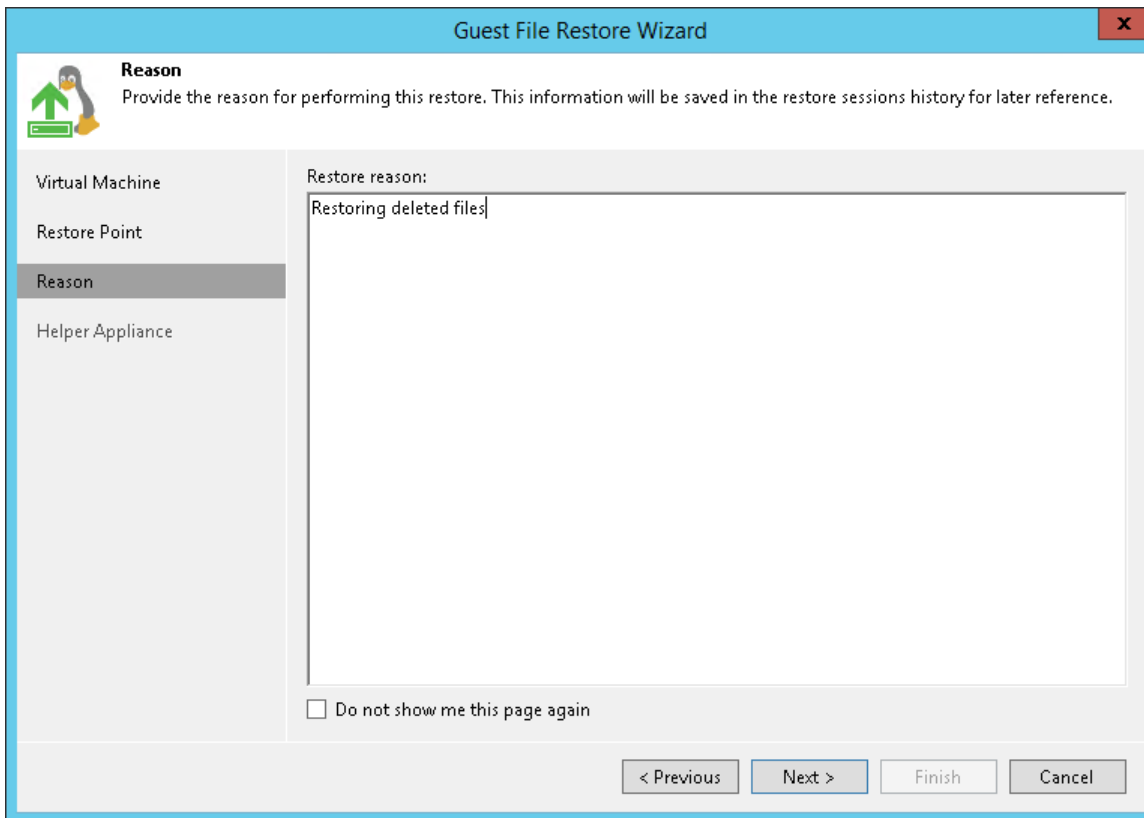 Guest File Restore Wizard
x
Reason
Provide the reason for performing this restore. This information will be saved in the restore sessions history for later reference.
Virtual Machine
Restore Point
Reason
Helper Appliance
Restore reason:
Restoring deleted files
Do not show me this page again
< Previous
Next >
Finish
Cancel